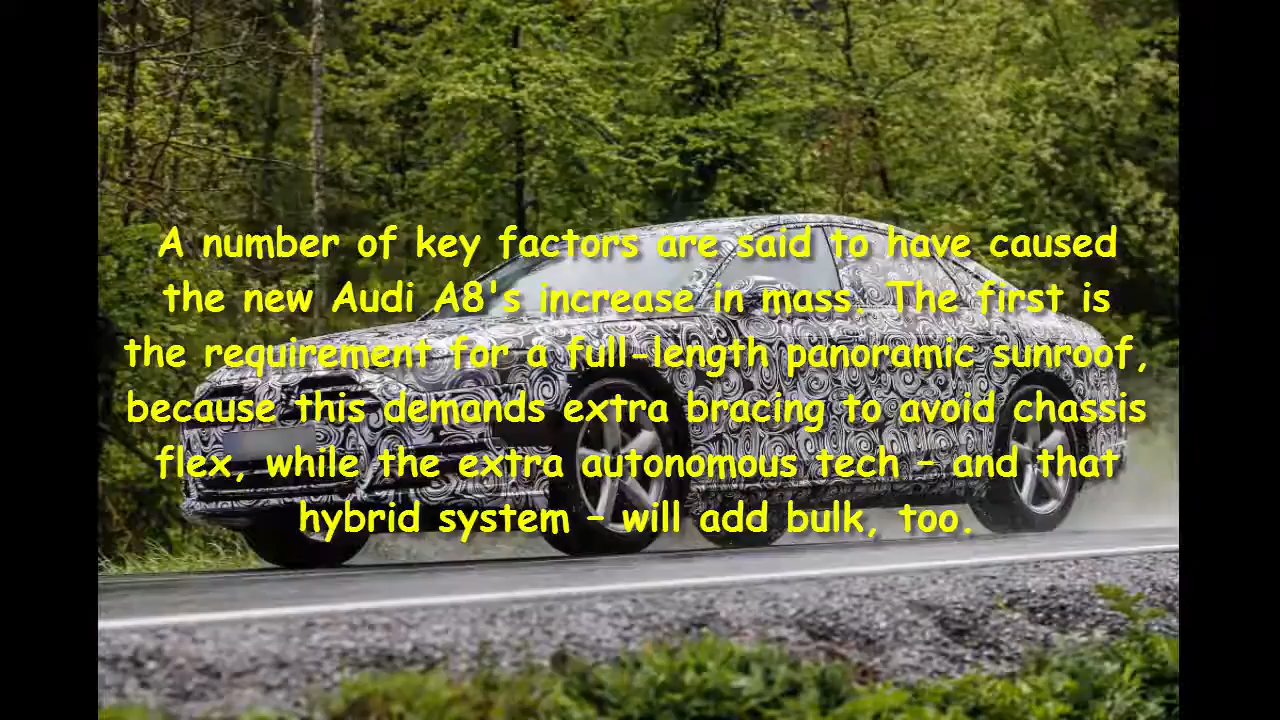 A number of key factors are said to have caused
the new Audi A8's increase in mass. The first is
the requirement for a full-length panoramic sunroof,
because this demands extra bracing to avoid chassis
flex, while the extra autonomous tech – and that
hybrid system – will add bulk, too.